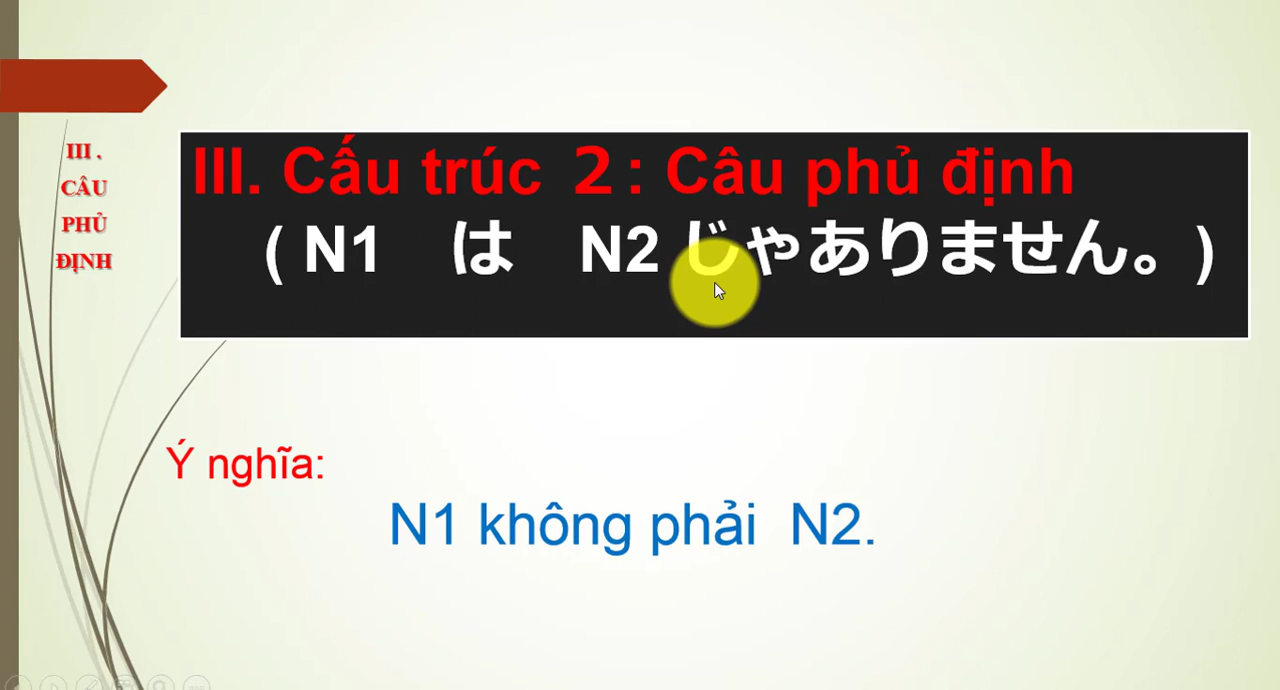 III .
CÂU
PHỦ
ĐỊNH
III. Cấu trúc ２: Câu phủ định
( N1　は　N2 じゃありません。)
Ý nghĩa:
N1 không phải N2.